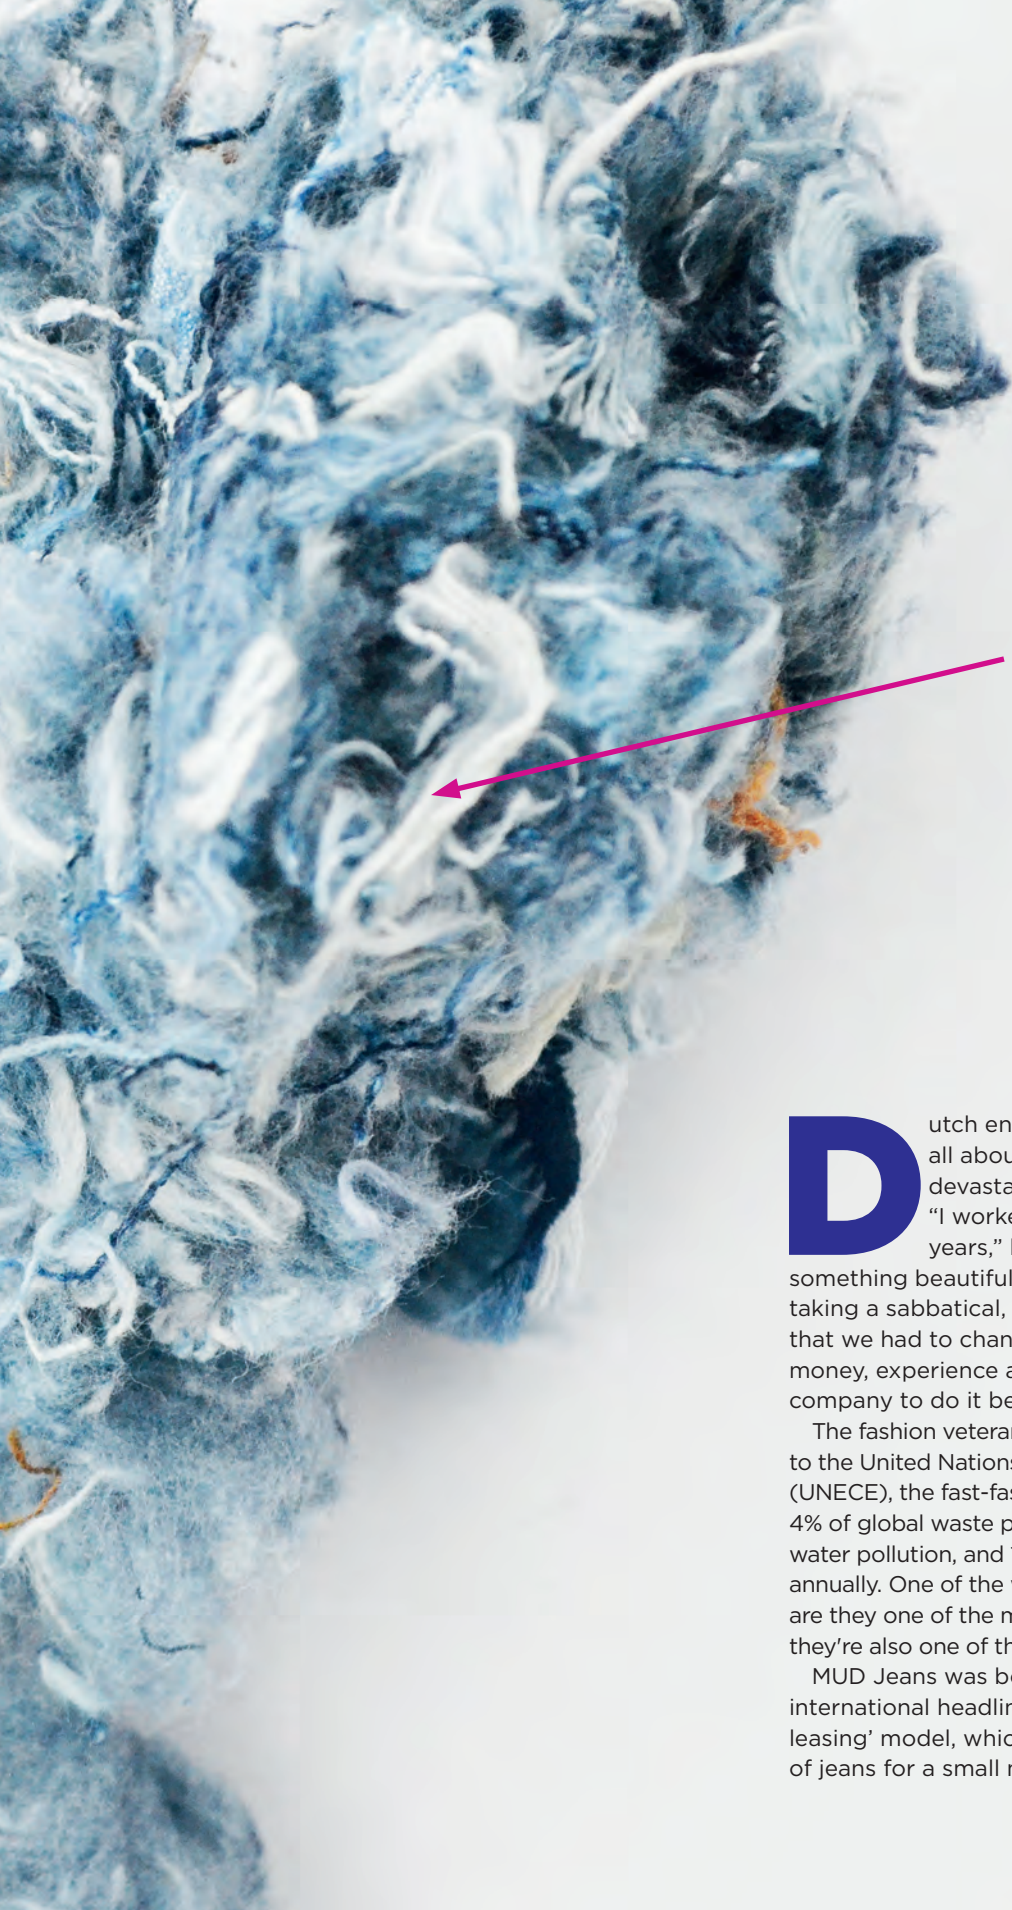 Dutch en
all abou
devasta
“I worke
years,”
something beautiful
taking a sabbatical,
that we had to chan
money, experience a
company to do it be
The fashion veteran
to the United Nations
(UNECE), the fast-fas
4% of global waste p
water pollution, and
annually. One of the
are they one of the m
they're also one of th
MUD Jeans was be
international headlin
leasing’ model, whic
of jeans for a small